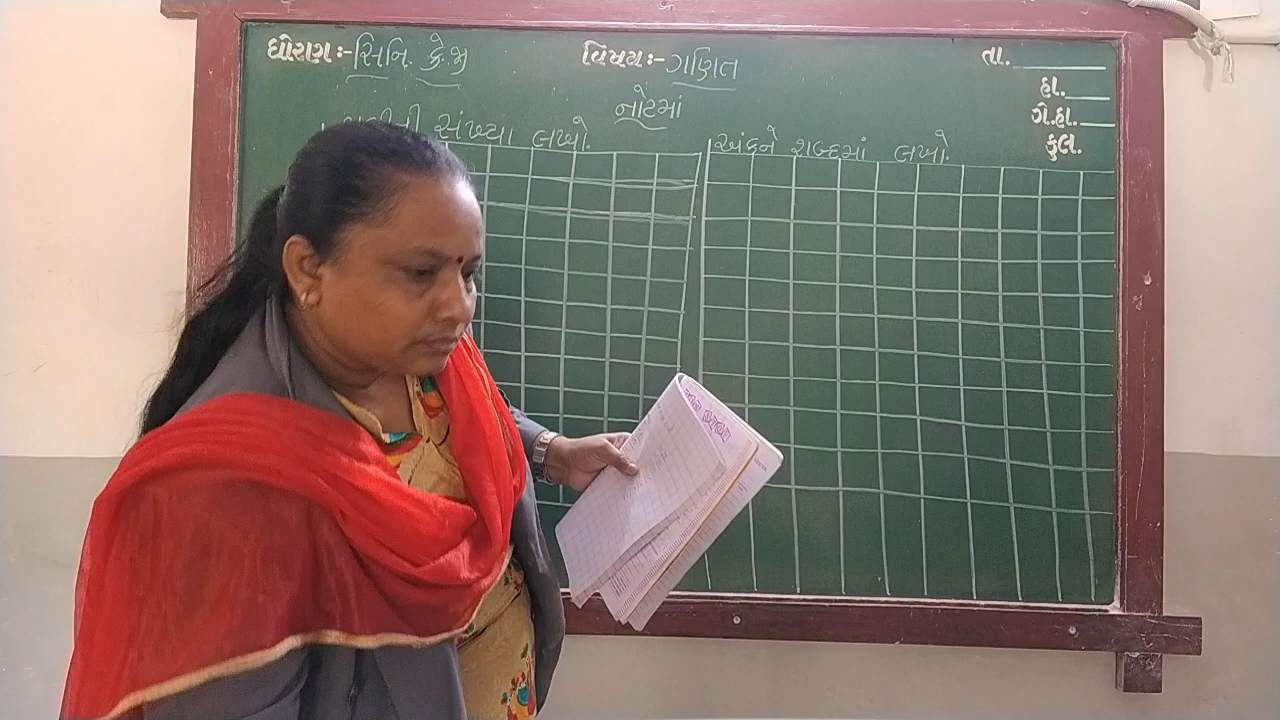 ધોરણ :- સિનિ. કે.જી
વિષય :- ગણિત
તા.
હા.
ગે.હા.
કુલ.
નોટમાં
સંખ્યા લખો.
અંકને શબ્દમાં લખો.